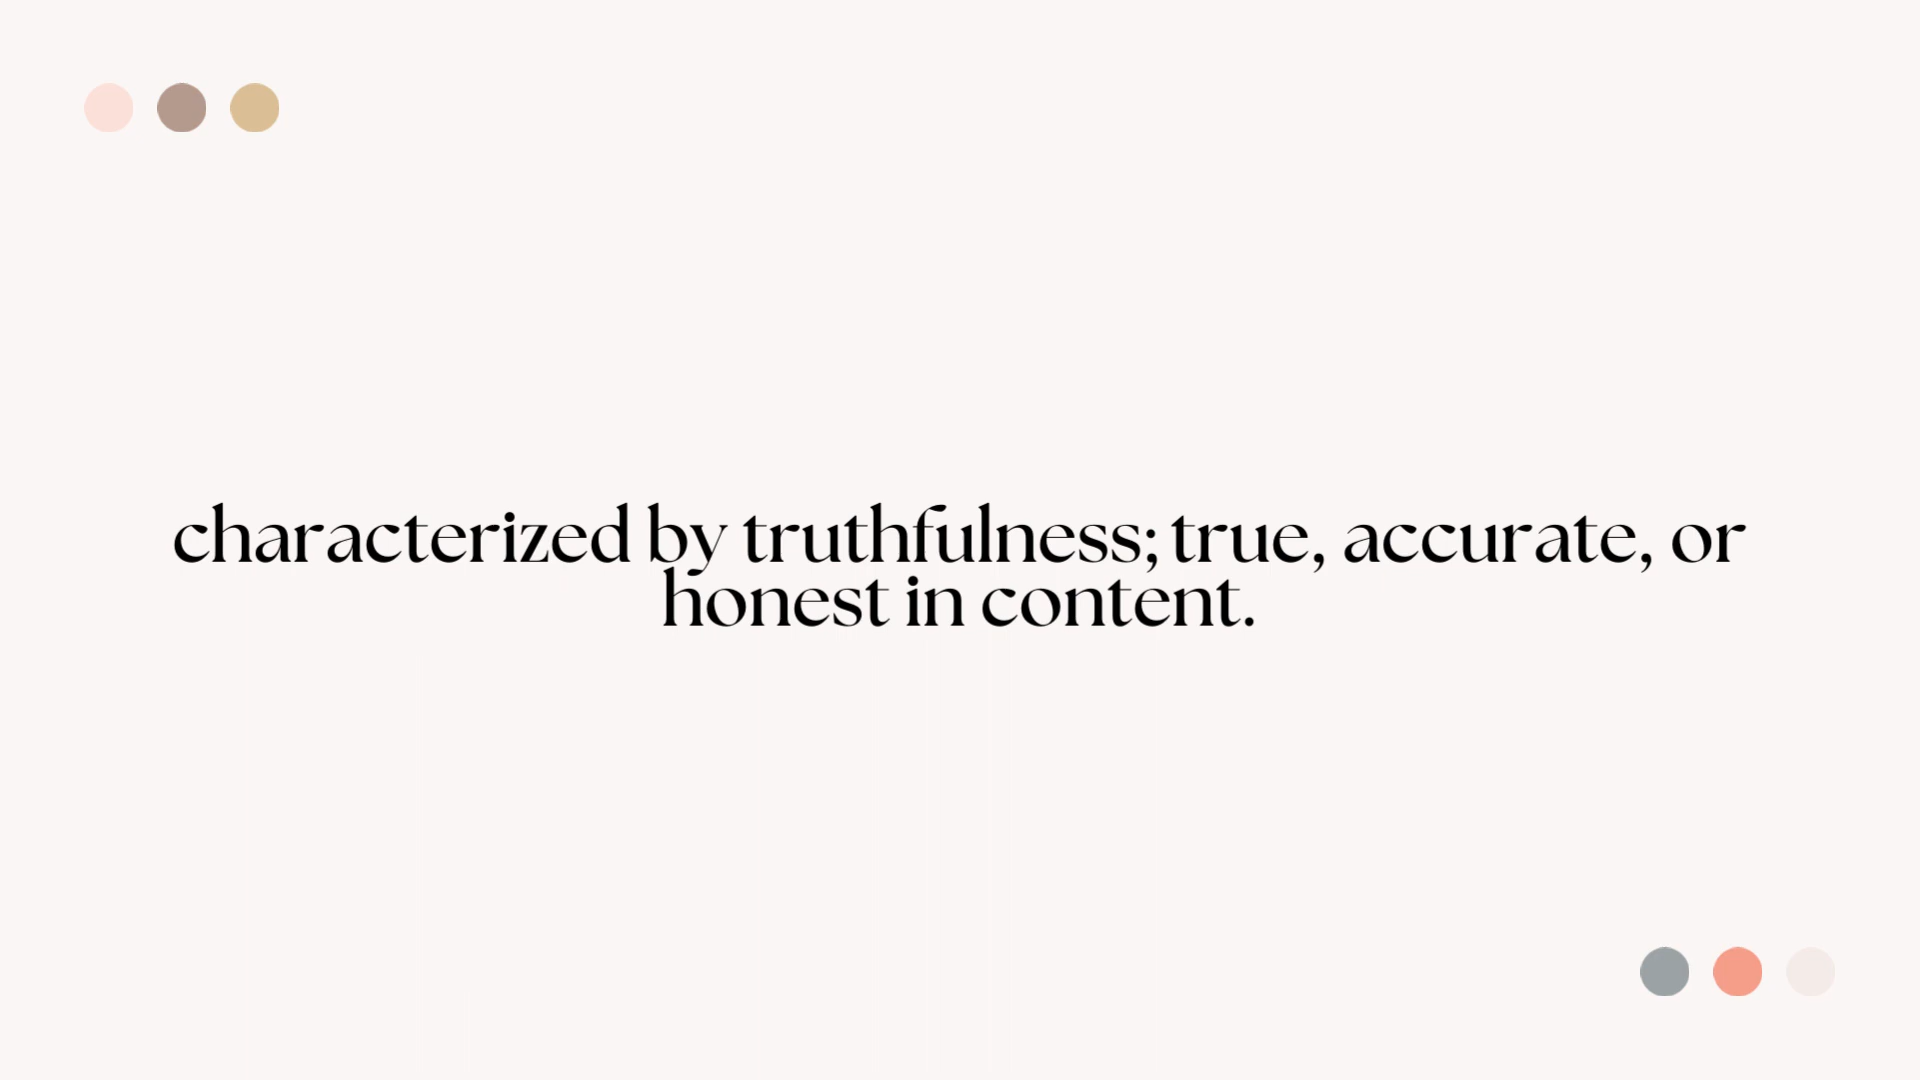 characterized by truthfulness; true, accurate, or
honest in content.